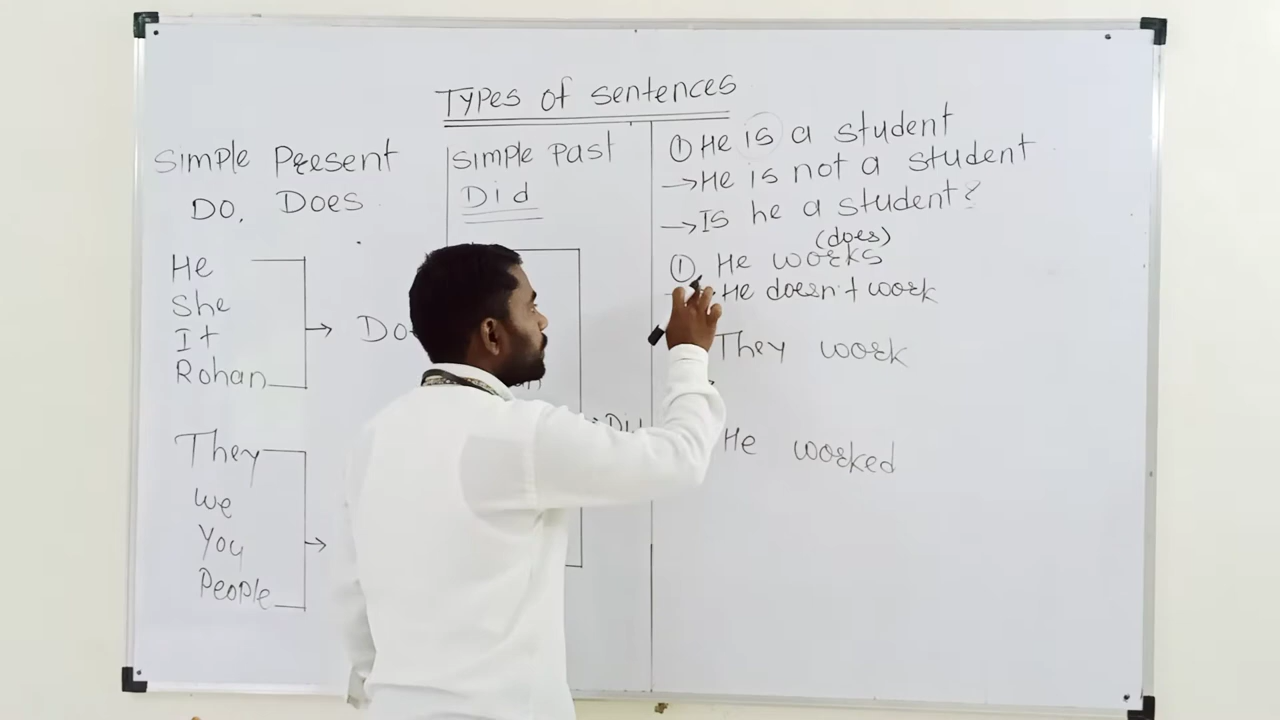 Types of sentences
Simple Present
Do, Does
He
She
It
Rohan
They
We
You
People
Simple Past
Did
① He is a student
→ He is not a student
→ Is he a student?
(does)
① He works
He doesn't work
They work
He worked